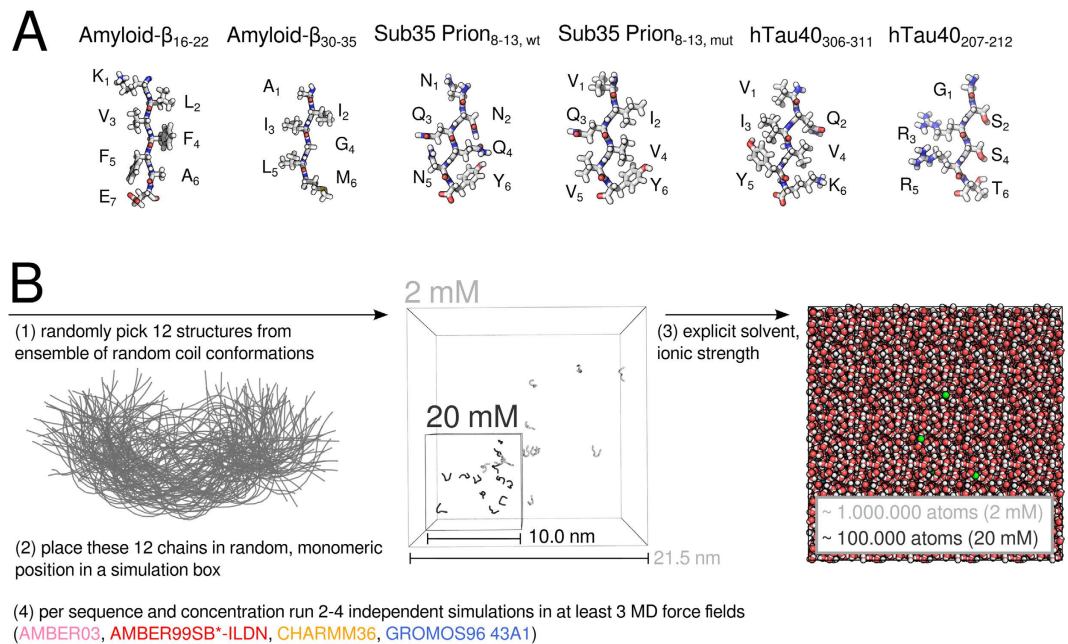 A
Amyloid-β16-22
Amyloid-β30-35
Sub35 Prion8-13, wt
Sub35 Prion8-13, mut
hTau40306-311
hTau40207-212
K1
L2
V3
F4
F5
A6
E7
A1
I2
I3
G4
L5
M6
N1
N2
Q3
Q4
N5
Y6
V1
I2
Q3
V4
V5
Y6
V1
Q2
I3
V4
Y5
K6
G1
S2
R3
S4
R5
T6
B
(1) randomly pick 12 structures from
ensemble of random coil conformations
(2) place these 12 chains in random, monomeric
position in a simulation box
2 mM
20 mM
10.0 nm
21.5 nm
(3) explicit solvent,
ionic strength
~ 1.000.000 atoms (2 mM)
~ 100.000 atoms (20 mM)
(4) per sequence and concentration run 2-4 independent simulations in at least 3 MD force fields
(AMBER03, AMBER99SB*-ILDN, CHARMM36, GROMOS96 43A1)